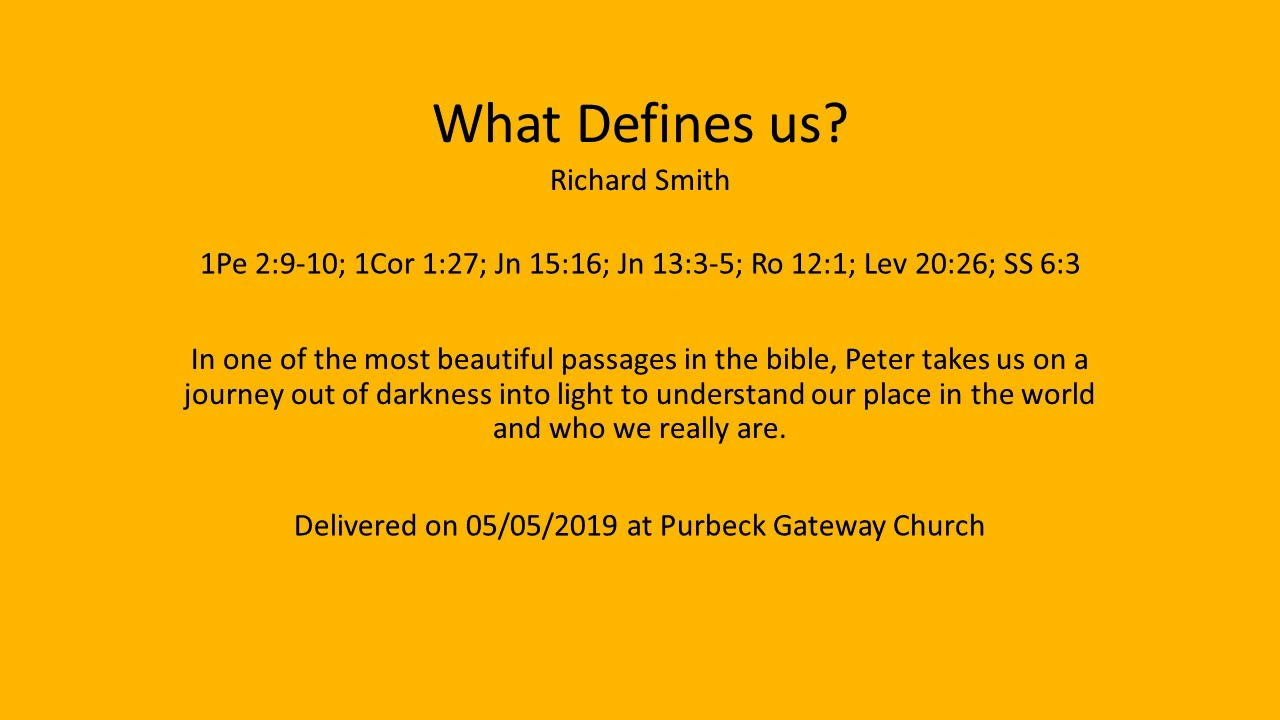 What Defines us?
Richard Smith
1Pe 2:9-10; 1Cor 1:27; Jn 15:16; Jn 13:3-5; Ro 12:1; Lev 20:26; SS 6:3
In one of the most beautiful passages in the bible, Peter takes us on a
journey out of darkness into light to understand our place in the world
and who we really are.
Delivered on 05/05/2019 at Purbeck Gateway Church